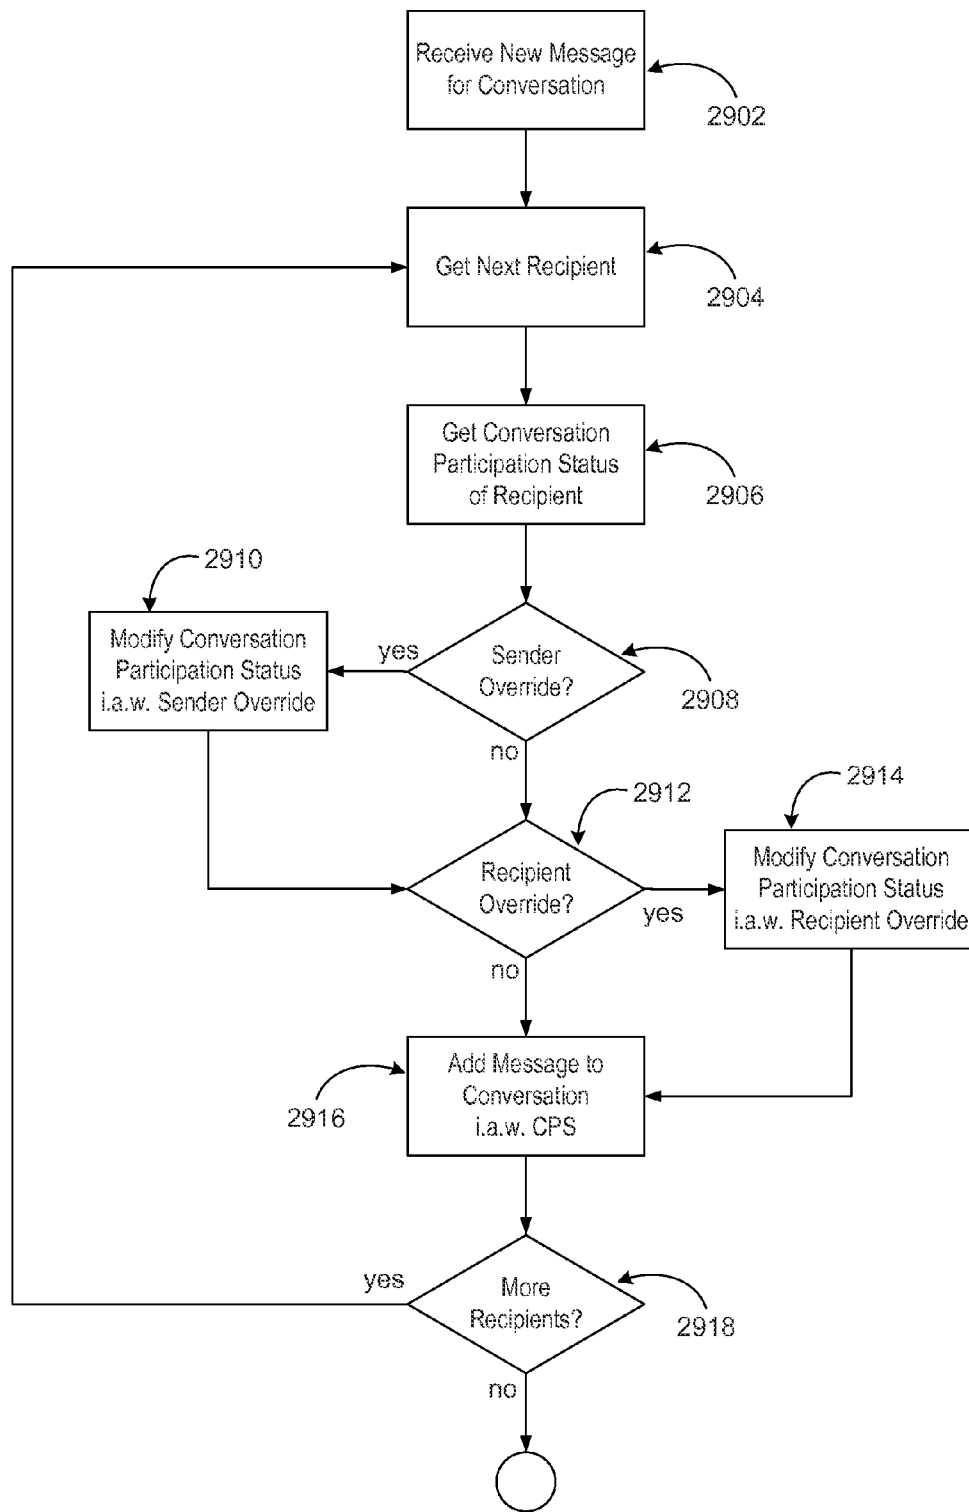 Receive New Message
for Conversation
2902
Get Next Recipient
2904
Get Conversation
Participation Status
of Recipient
2906
2910
Modify Conversation
Participation Status
i.a.w. Sender Override
yes
Sender
Override?
2908
no
2912
2914
Recipient
Override?
yes
Modify Conversation
Participation Status
i.a.w. Recipient Override
no
Add Message to
Conversation
i.a.w. CPS
2916
yes
More
Recipients?
2918
no